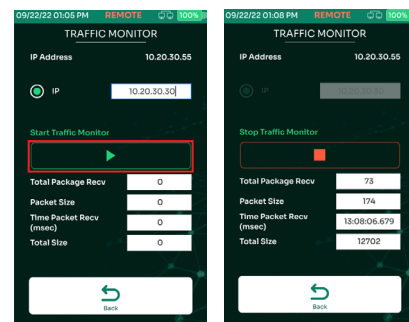 09/22/22 01:05 PM REMOTE 100%
TRAFFIC MONITOR
IP Address 10.20.30.55
IP 10.20.30.30
Start Traffic Monitor
Total Package Recv 0
Packet Size 0
Time Packet Recv 0
(msec)
Total Size 0
Back
09/22/22 01:08 PM REMOTE 100%
TRAFFIC MONITOR
IP Address 10.20.30.55
IP 10.20.30.30
Stop Traffic Monitor
Total Package Recv 73
Packet Size 174
Time Packet Recv 13:08:06.679
(msec)
Total Size 12702
Back